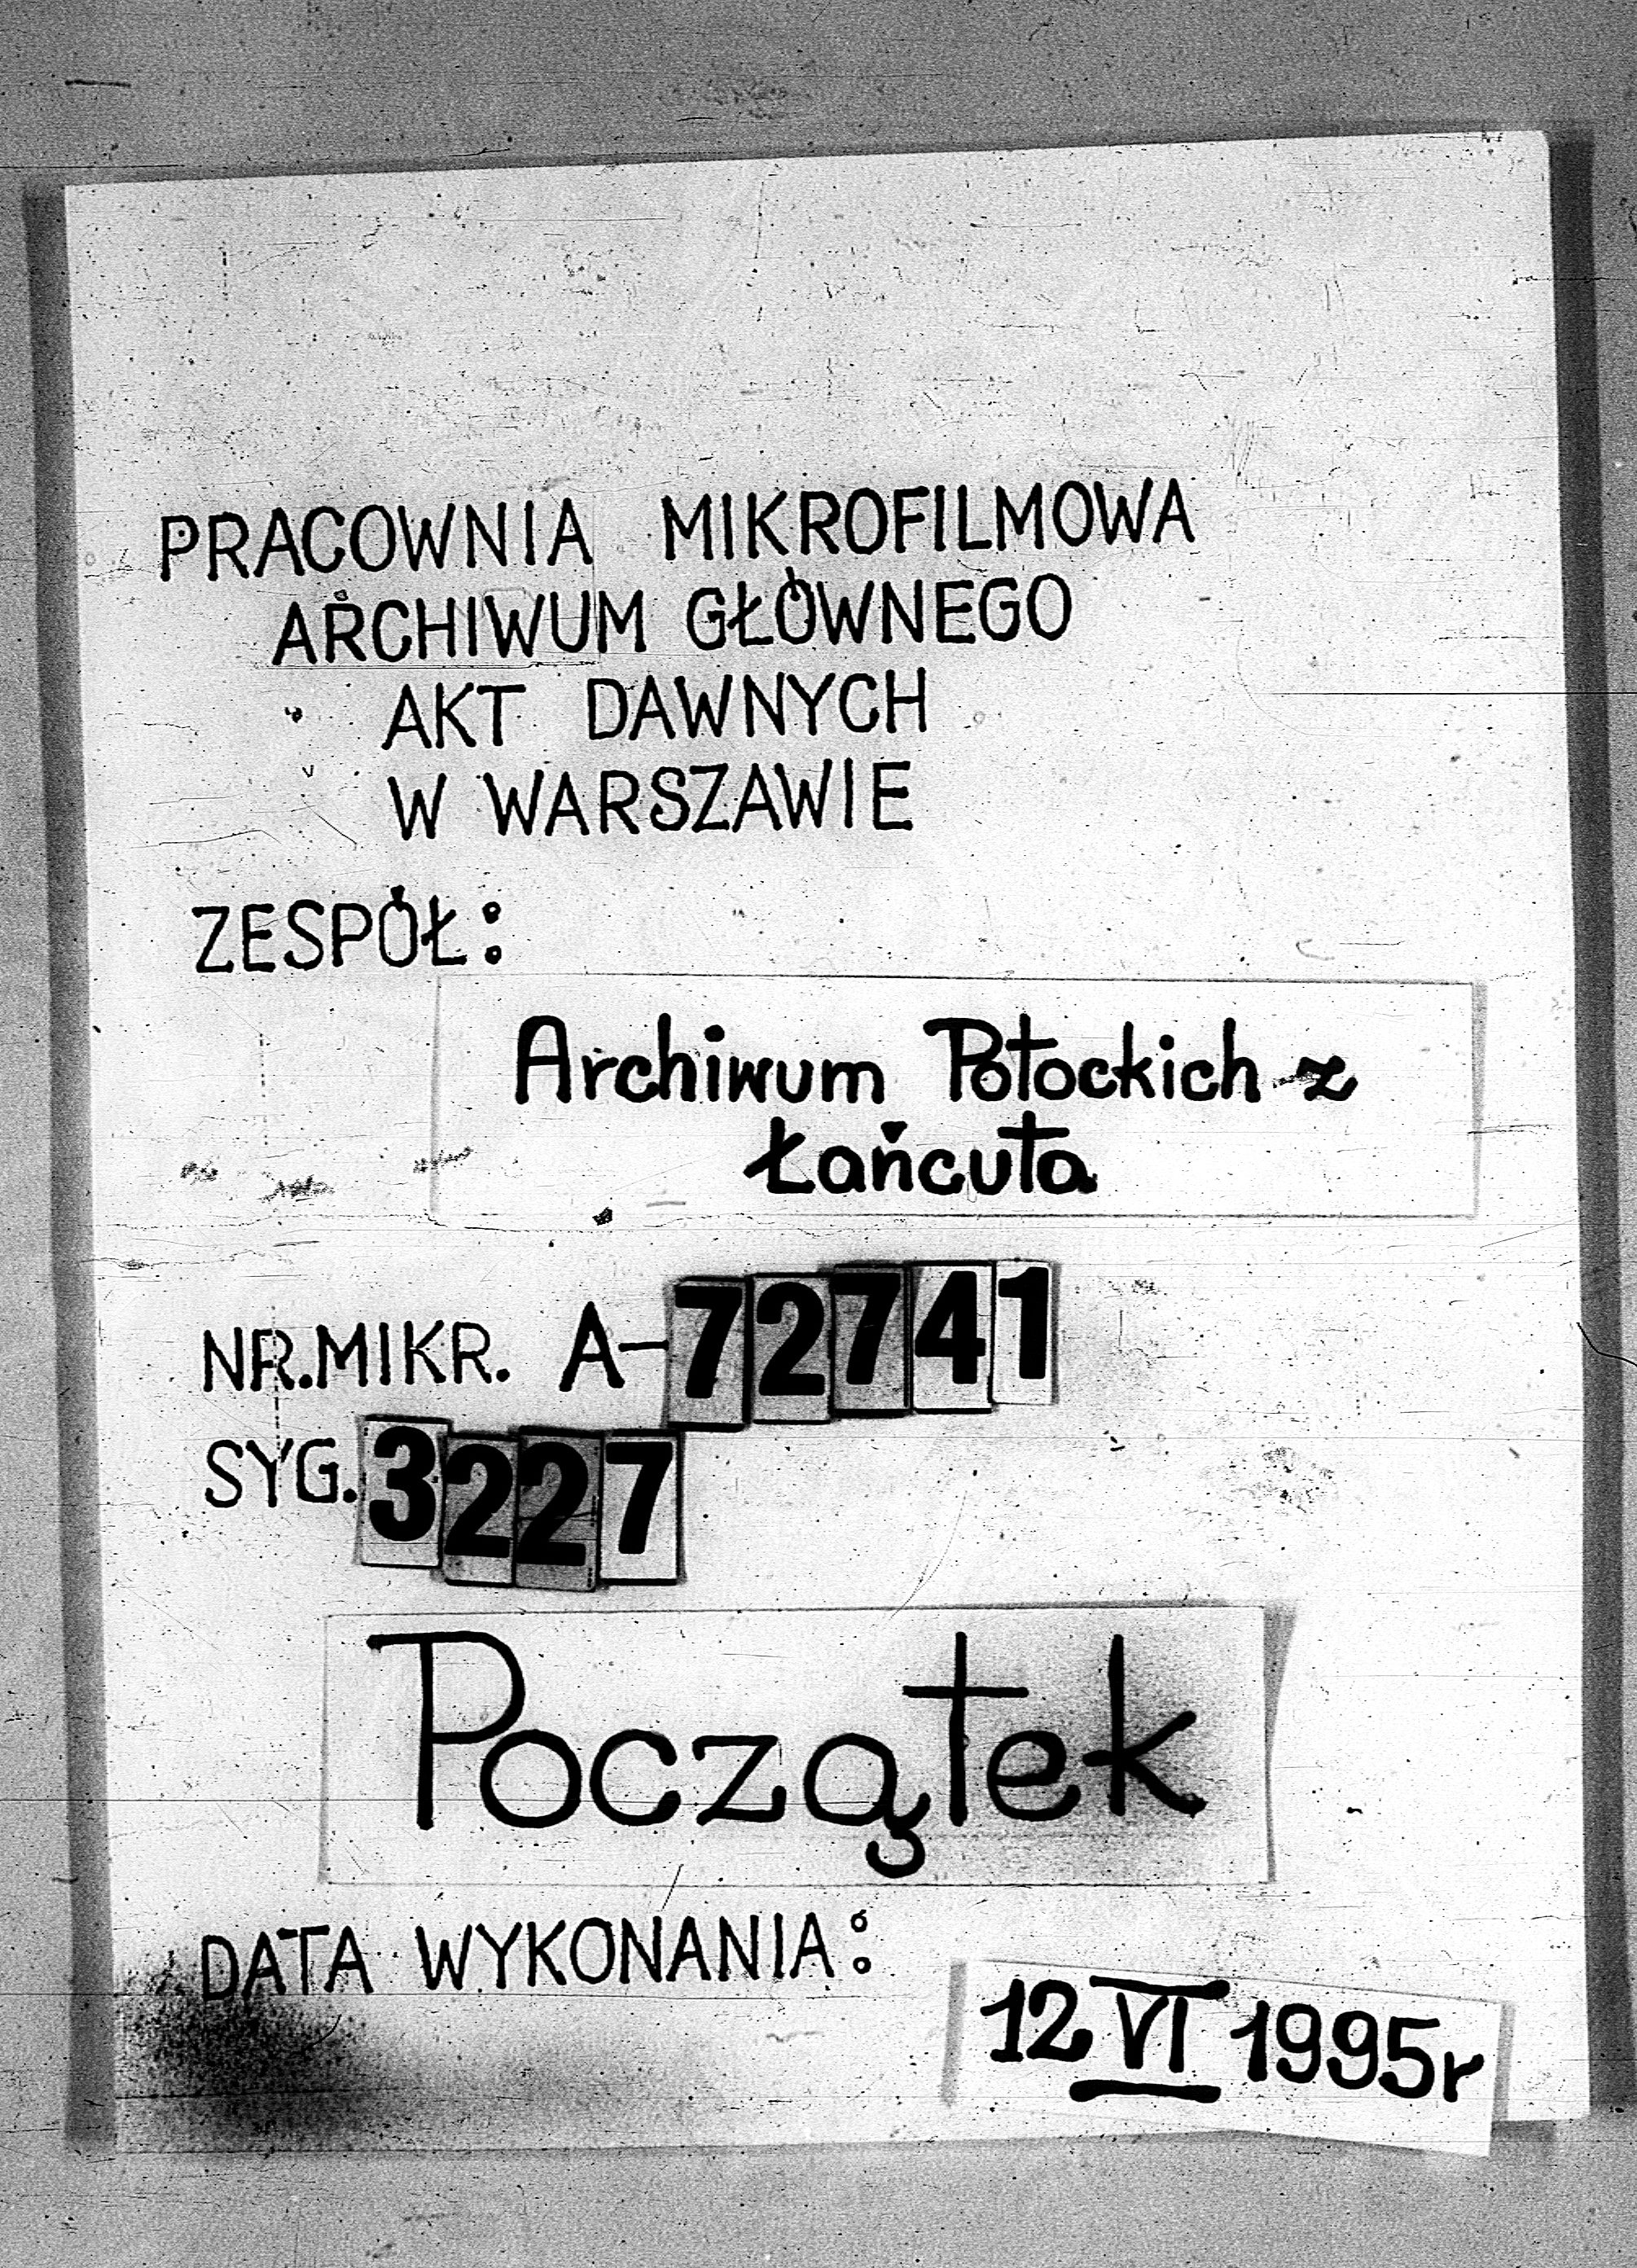 PRACOWNIA MIKROFILMOWA
ARCHIWUM GŁÓWNEGO
AKT DAWNYCH
W WARSZAWIE
ZESPÓŁ:
Archiwum Potockich z
Łańcuta
NR.MIKR. A-72741
SYG.3227
Początek
DATA WYKONANIA:
12 VI 1995r